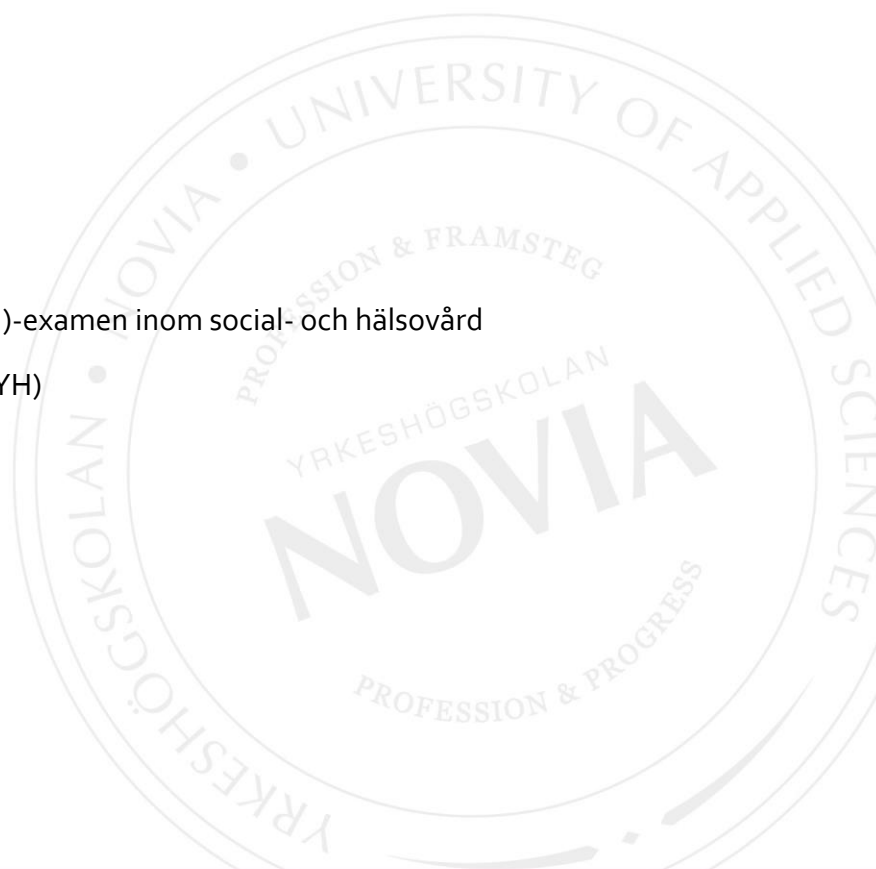 )-examen inom social- och hälsovård
YH)
YRKESHÖGSKOLAN • NOVIA • UNIVERSITY OF APPLIED SCIENCES
PROFESSION & FRAMSTEG
YRKESHÖGSKOLAN
NOVIA
PROFESSION & PROGRESS